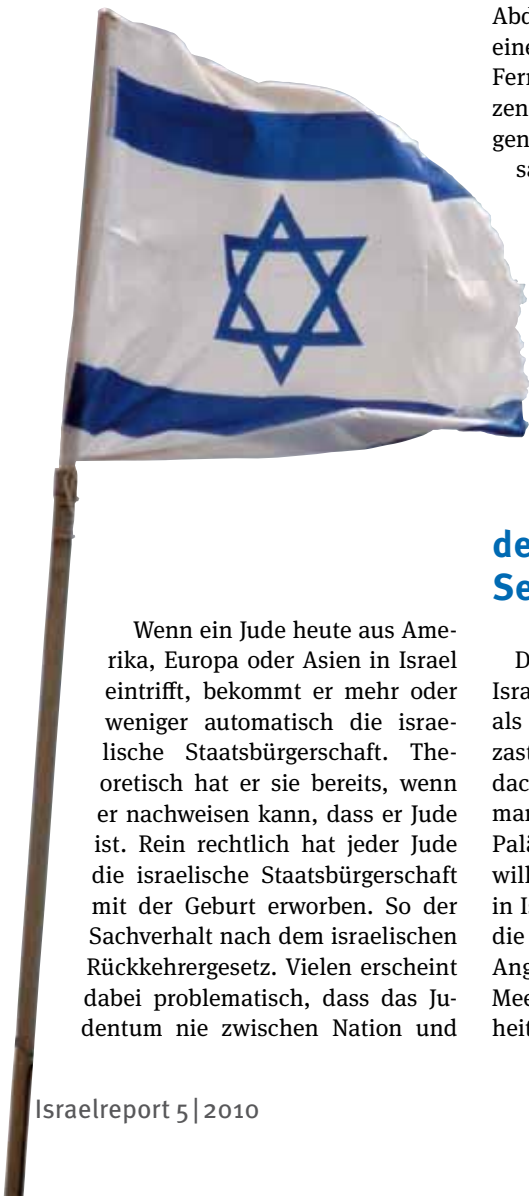 Wenn ein Jude heute aus Ame-
rika, Europa oder Asien in Israel
eintrifft, bekommt er mehr oder
weniger automatisch die israe-
lische Staatsbürgerschaft. The-
oretisch hat er sie bereits, wenn
er nachweisen kann, dass er Jude
ist. Rein rechtlich hat jeder Jude
die israelische Staatsbürgerschaft
mit der Geburt erworben. So der
Sachverhalt nach dem israelischen
Rückkehrergesetz. Vielen erscheint
dabei problematisch, dass das Ju-
dentum nie zwischen Nation und
als
will
die
Israelreport 5|2010